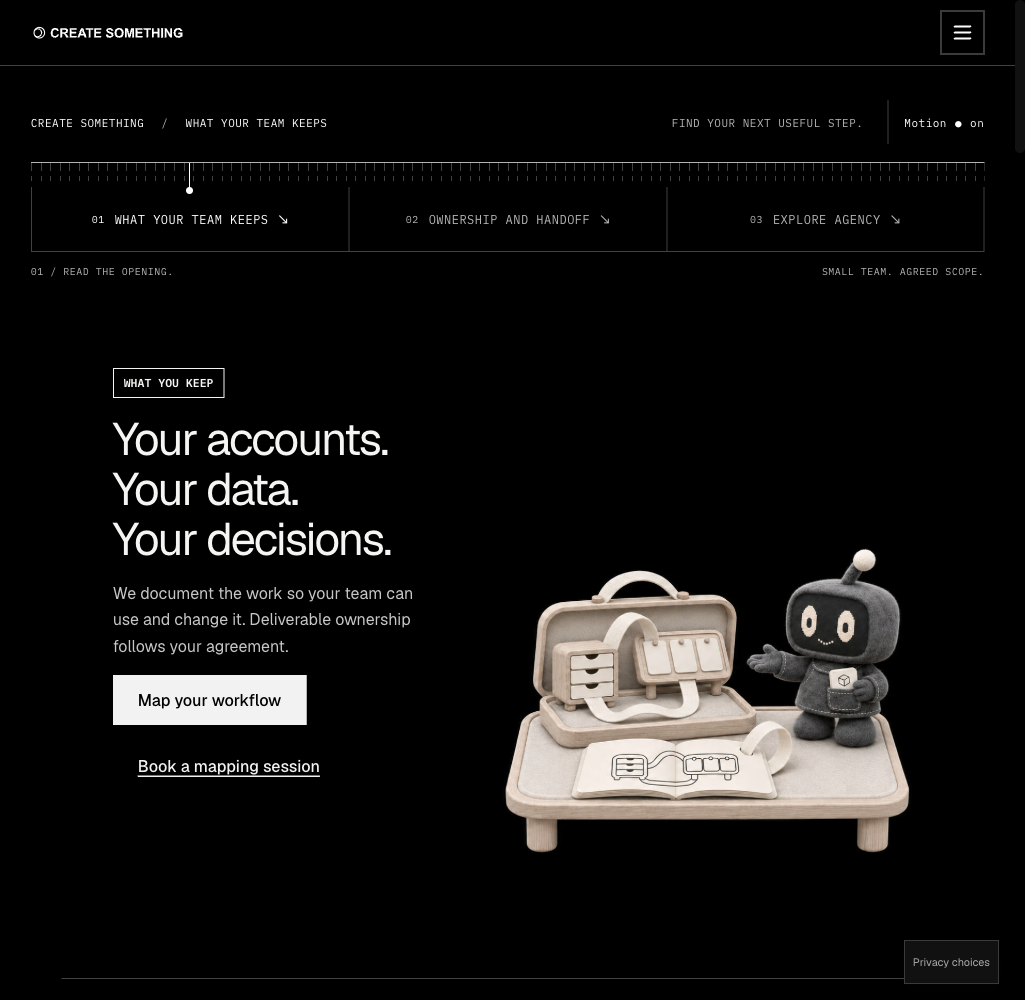 CREATE SOMETHING
CREATE SOMETHING / WHAT YOUR TEAM KEEPS
FIND YOUR NEXT USEFUL STEP.
Motion ● on
01 WHAT YOUR TEAM KEEPS ↘
02 OWNERSHIP AND HANDOFF ↘
03 EXPLORE AGENCY ↘
01 / READ THE OPENING.
SMALL TEAM. AGREED SCOPE.
WHAT YOU KEEP
Your accounts.
Your data.
Your decisions.
We document the work so your team can
use and change it. Deliverable ownership
follows your agreement.
Map your workflow
Book a mapping session
Privacy choices